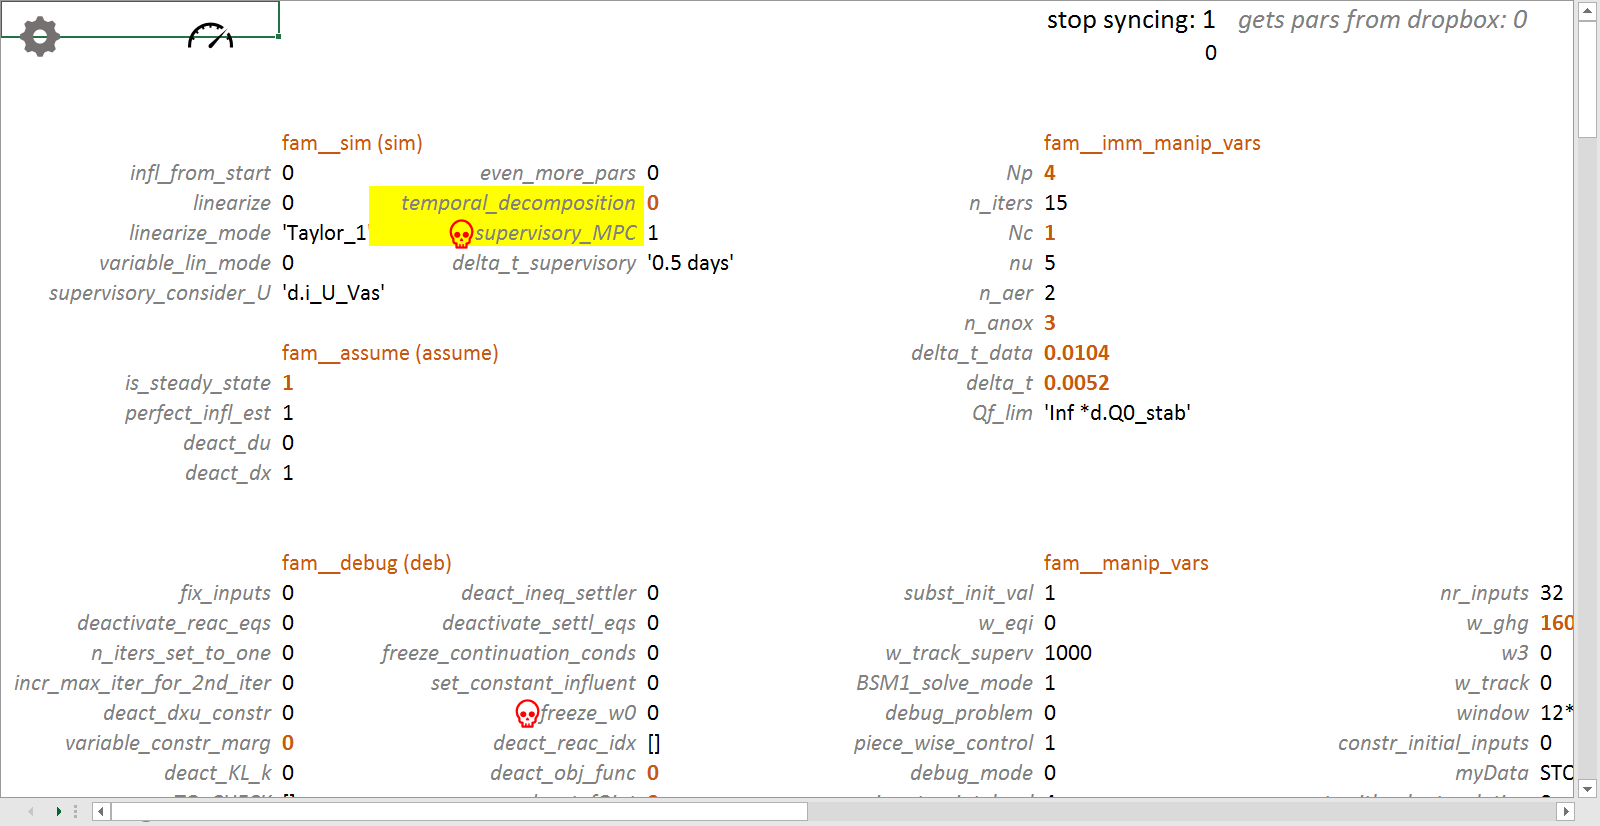 stop syncing: 1 gets pars from dropbox: 0
0
fam__sim (sim) fam__imm_manip_vars
infl_from_start 0 even_more_pars 0 Np 4
linearize 0 temporal_decomposition 0 n_iters 15
linearize_mode 'Taylor_1' supervisory_MPC 1 Nc 1
variable_lin_mode 0 delta_t_supervisory '0.5 days' nu 5
supervisory_consider_U 'd.i_U_Vas' n_aer 2
n_anox 3
fam__assume (assume) delta_t_data 0.0104
is_steady_state 1 delta_t 0.0052
perfect_infl_est 1 Qf_lim 'Inf *d.Q0_stab'
deact_du 0
deact_dx 1
fam__debug (deb) fam__manip_vars
fix_inputs 0 deact_ineq_settler 0 subst_init_val 1 nr_inputs 32
deactivate_reac_eqs 0 deactivate_settl_eqs 0 w_eqi 0 w_ghg 160
n_iters_set_to_one 0 freeze_continuation_conds 0 w_track_superv 1000 w3 0
incr_max_iter_for_2nd_iter 0 set_constant_influent 0 BSM1_solve_mode 1 w_track 0
deact_dxu_constr 0 freeze_w0 0 debug_problem 0 window 12*
variable_constr_marg 0 deact_reac_idx [] piece_wise_control 1 constr_initial_inputs 0
deact_KL_k 0 deact_obj_func 0 debug_mode 0 myData STO